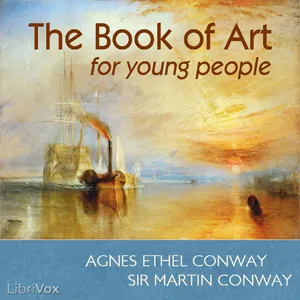 The Book of Art
for young people
AGNES ETHEL CONWAY
SIR MARTIN CONWAY
LibriVox